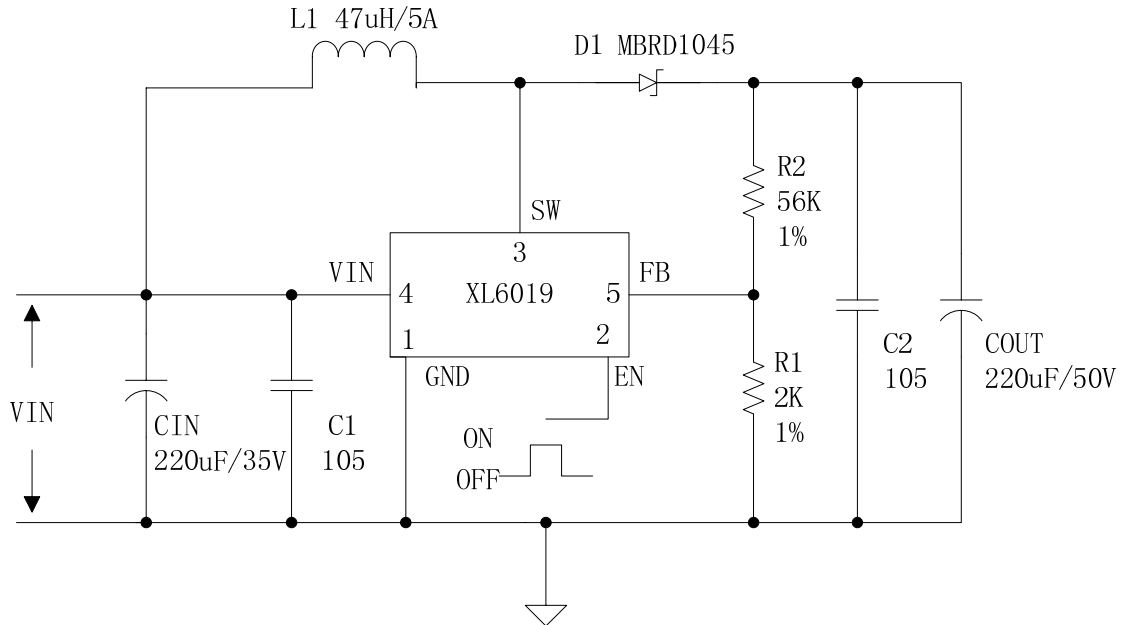 L1 47uH/5A
D1 MBRD1045
R2
56K
1%
SW
3
VIN
FB
4
XL6019
5
1
2
GND
EN
R1
2K
1%
C2
105
COUT
220uF/50V
VIN
CIN
220uF/35V
C1
105
ON
OFF